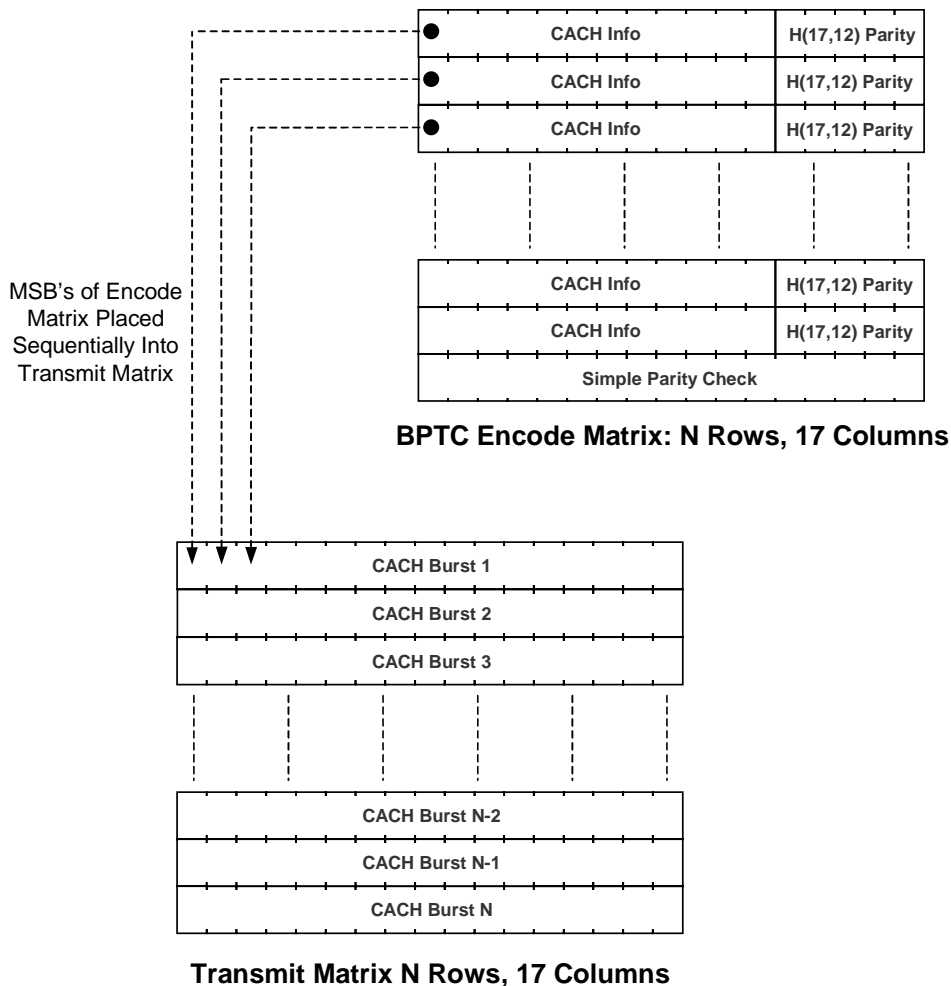 CACH Info H(17,12) Parity
CACH Info H(17,12) Parity
CACH Info H(17,12) Parity
MSB's of Encode
Matrix Placed
Sequentially Into
Transmit Matrix
CACH Info H(17,12) Parity
CACH Info H(17,12) Parity
Simple Parity Check
BPTC Encode Matrix: N Rows, 17 Columns
CACH Burst 1
CACH Burst 2
CACH Burst 3
CACH Burst N-2
CACH Burst N-1
CACH Burst N
Transmit Matrix N Rows, 17 Columns